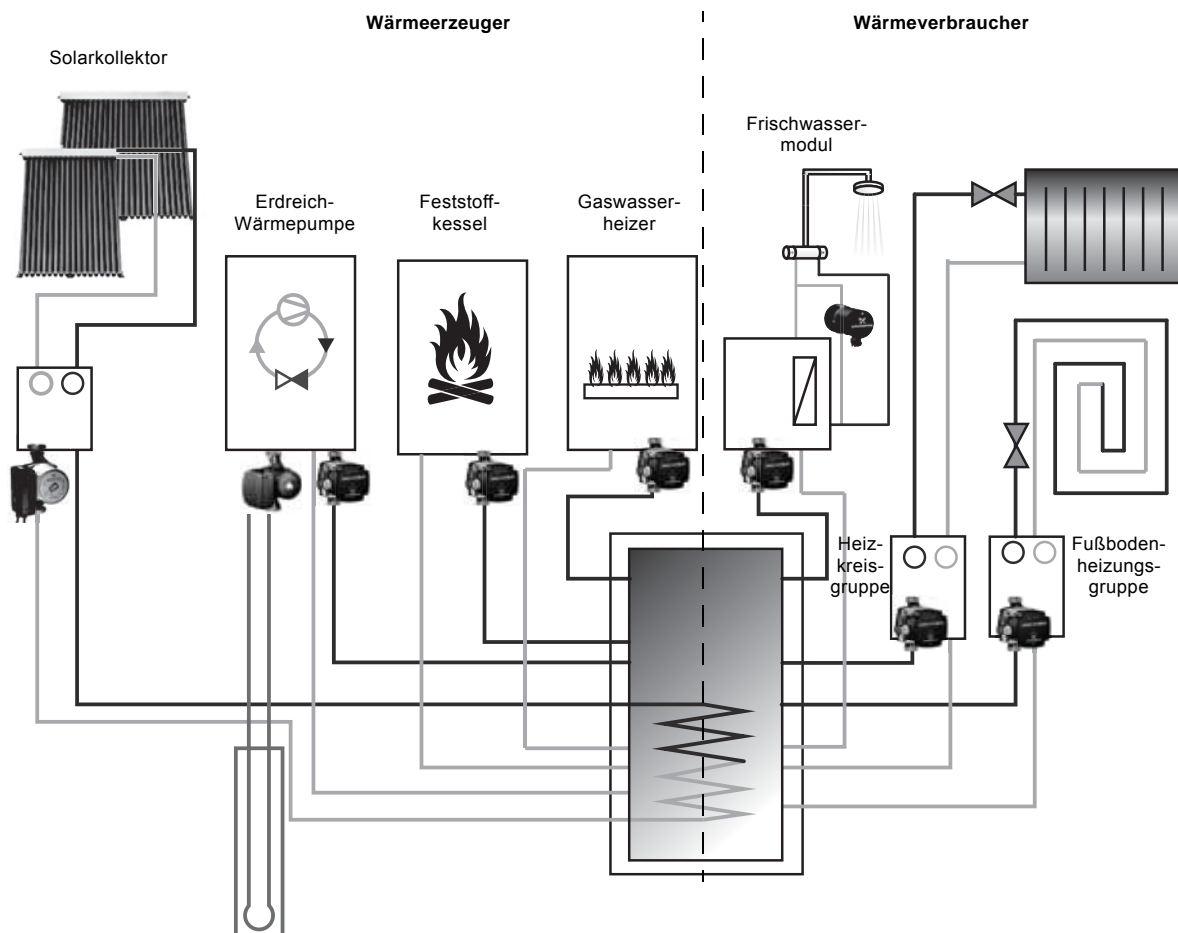 Wärmeerzeuger
Wärmeverbraucher
Solarkollektor
Frischwasser-
modul
Erdreich-
Wärmepumpe
Feststoff-
kessel
Gaswasser-
heizer
Heiz-
kreis-
gruppe
Fußboden-
heizungs-
gruppe